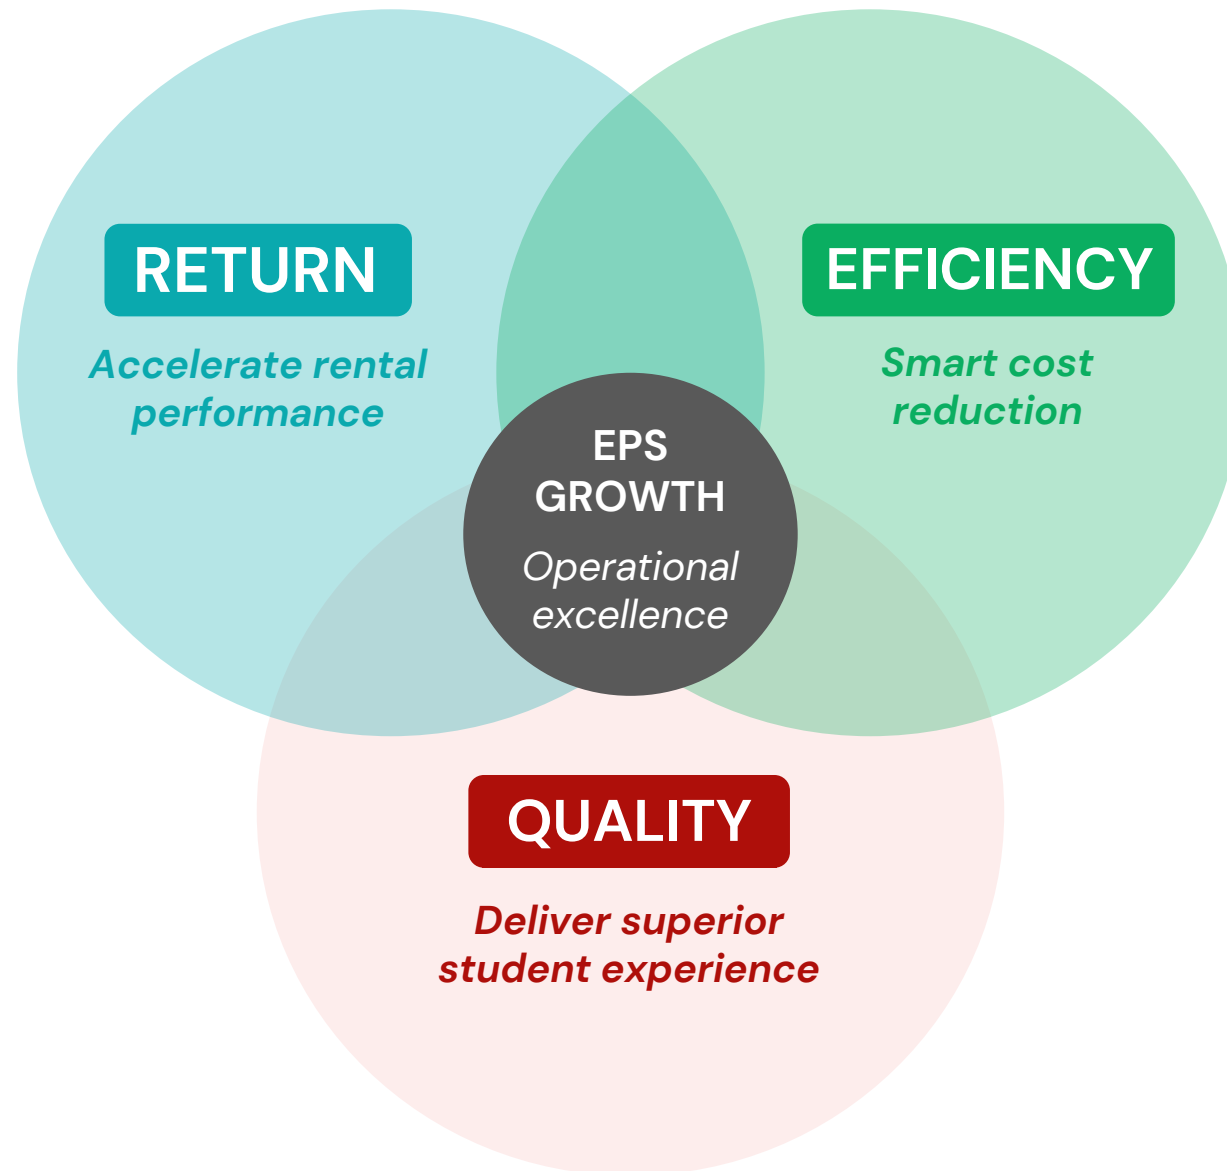 RETURN
Accelerate rental
performance
EFFICIENCY
Smart cost
reduction
EPS
GROWTH
Operational
excellence
QUALITY
Deliver superior
student experience